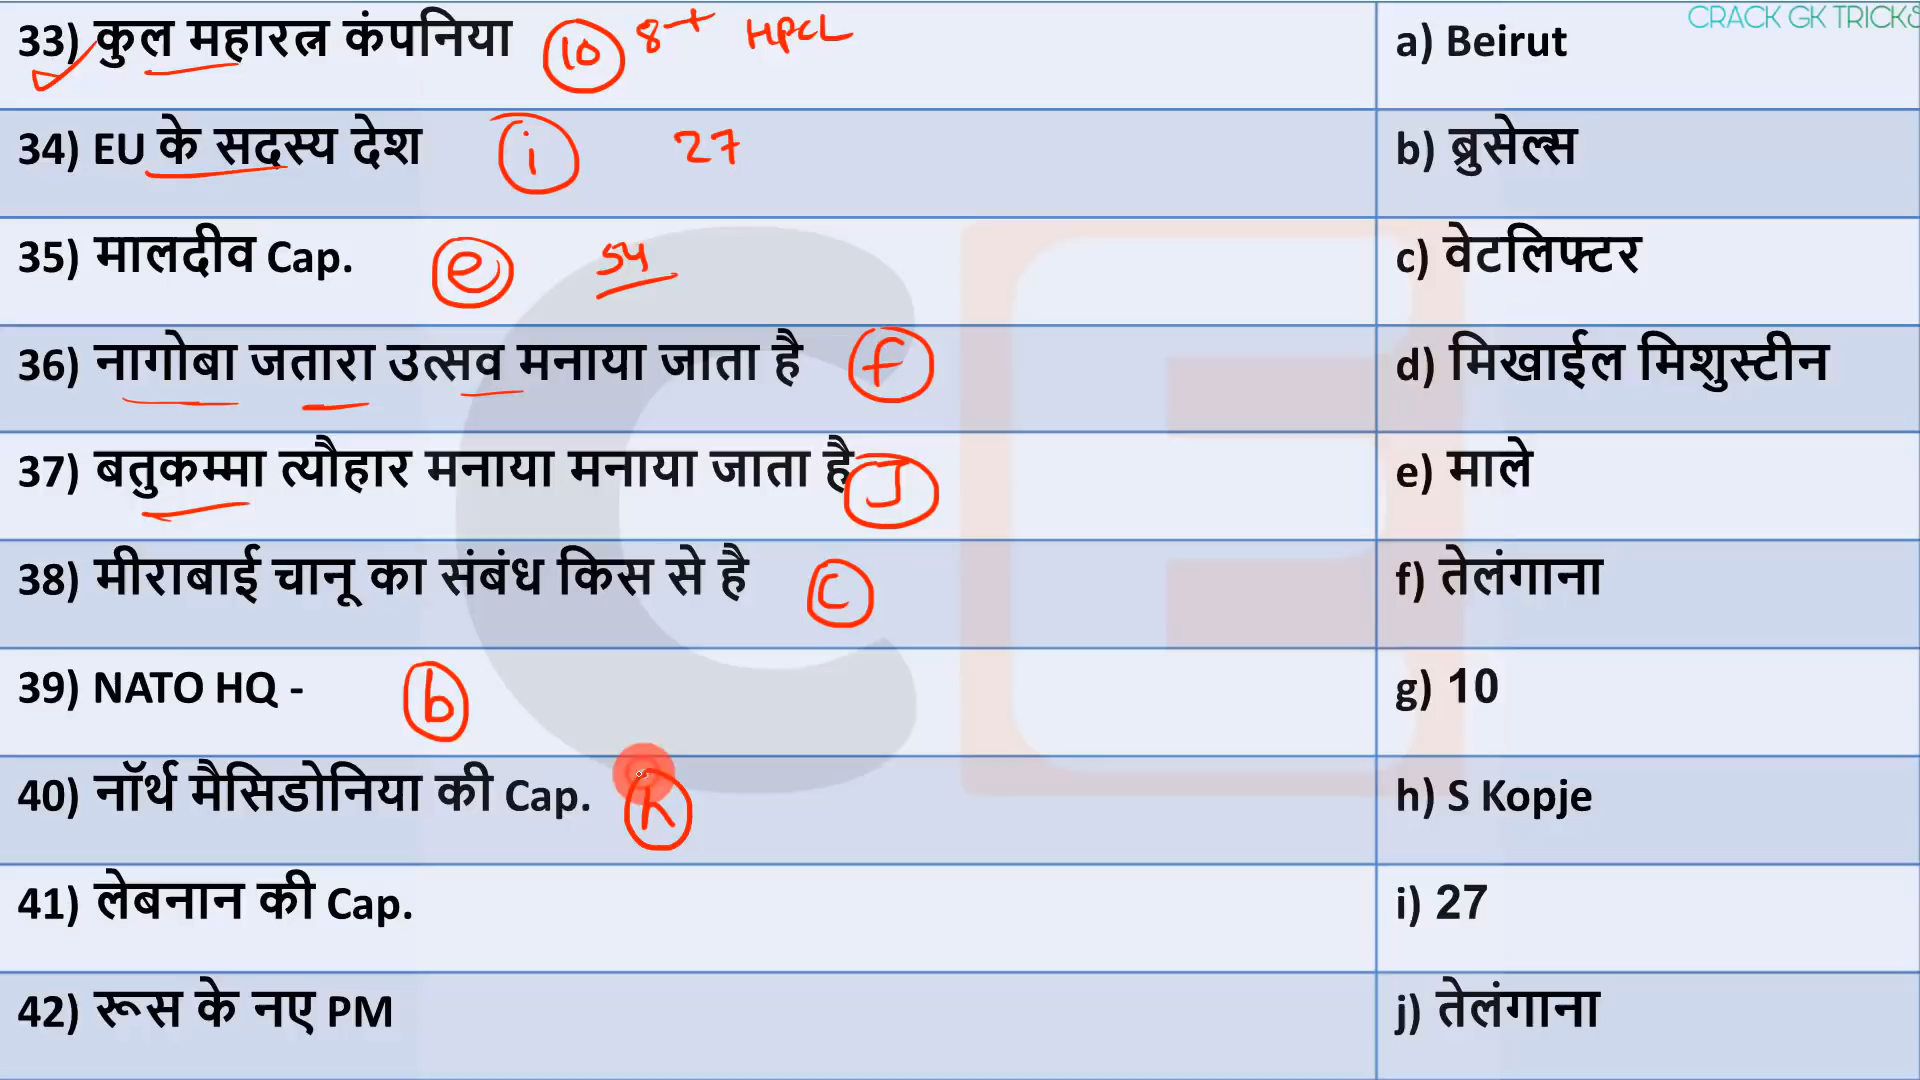 CRACK GK TRICKS
33) कुल महारत्न कंपनिया 10 8+ HPCL
a) Beirut
34) EU के सदस्य देश i 27
b) ब्रुसेल्स
35) मालदीव Cap. e 54
c) वेटलिफ्टर
36) नागोबा जतारा उत्सव मनाया जाता है f
d) मिखाईल मिशुस्टीन
37) बतुकम्मा त्यौहार मनाया मनाया जाता है J
e) माले
38) मीराबाई चानू का संबंध किस से है C
f) तेलंगाना
39) NATO HQ - b
g) 10
40) नॉर्थ मैसिडोनिया की Cap. h
h) S Kopje
41) लेबनान की Cap.
i) 27
42) रूस के नए PM
j) तेलंगाना